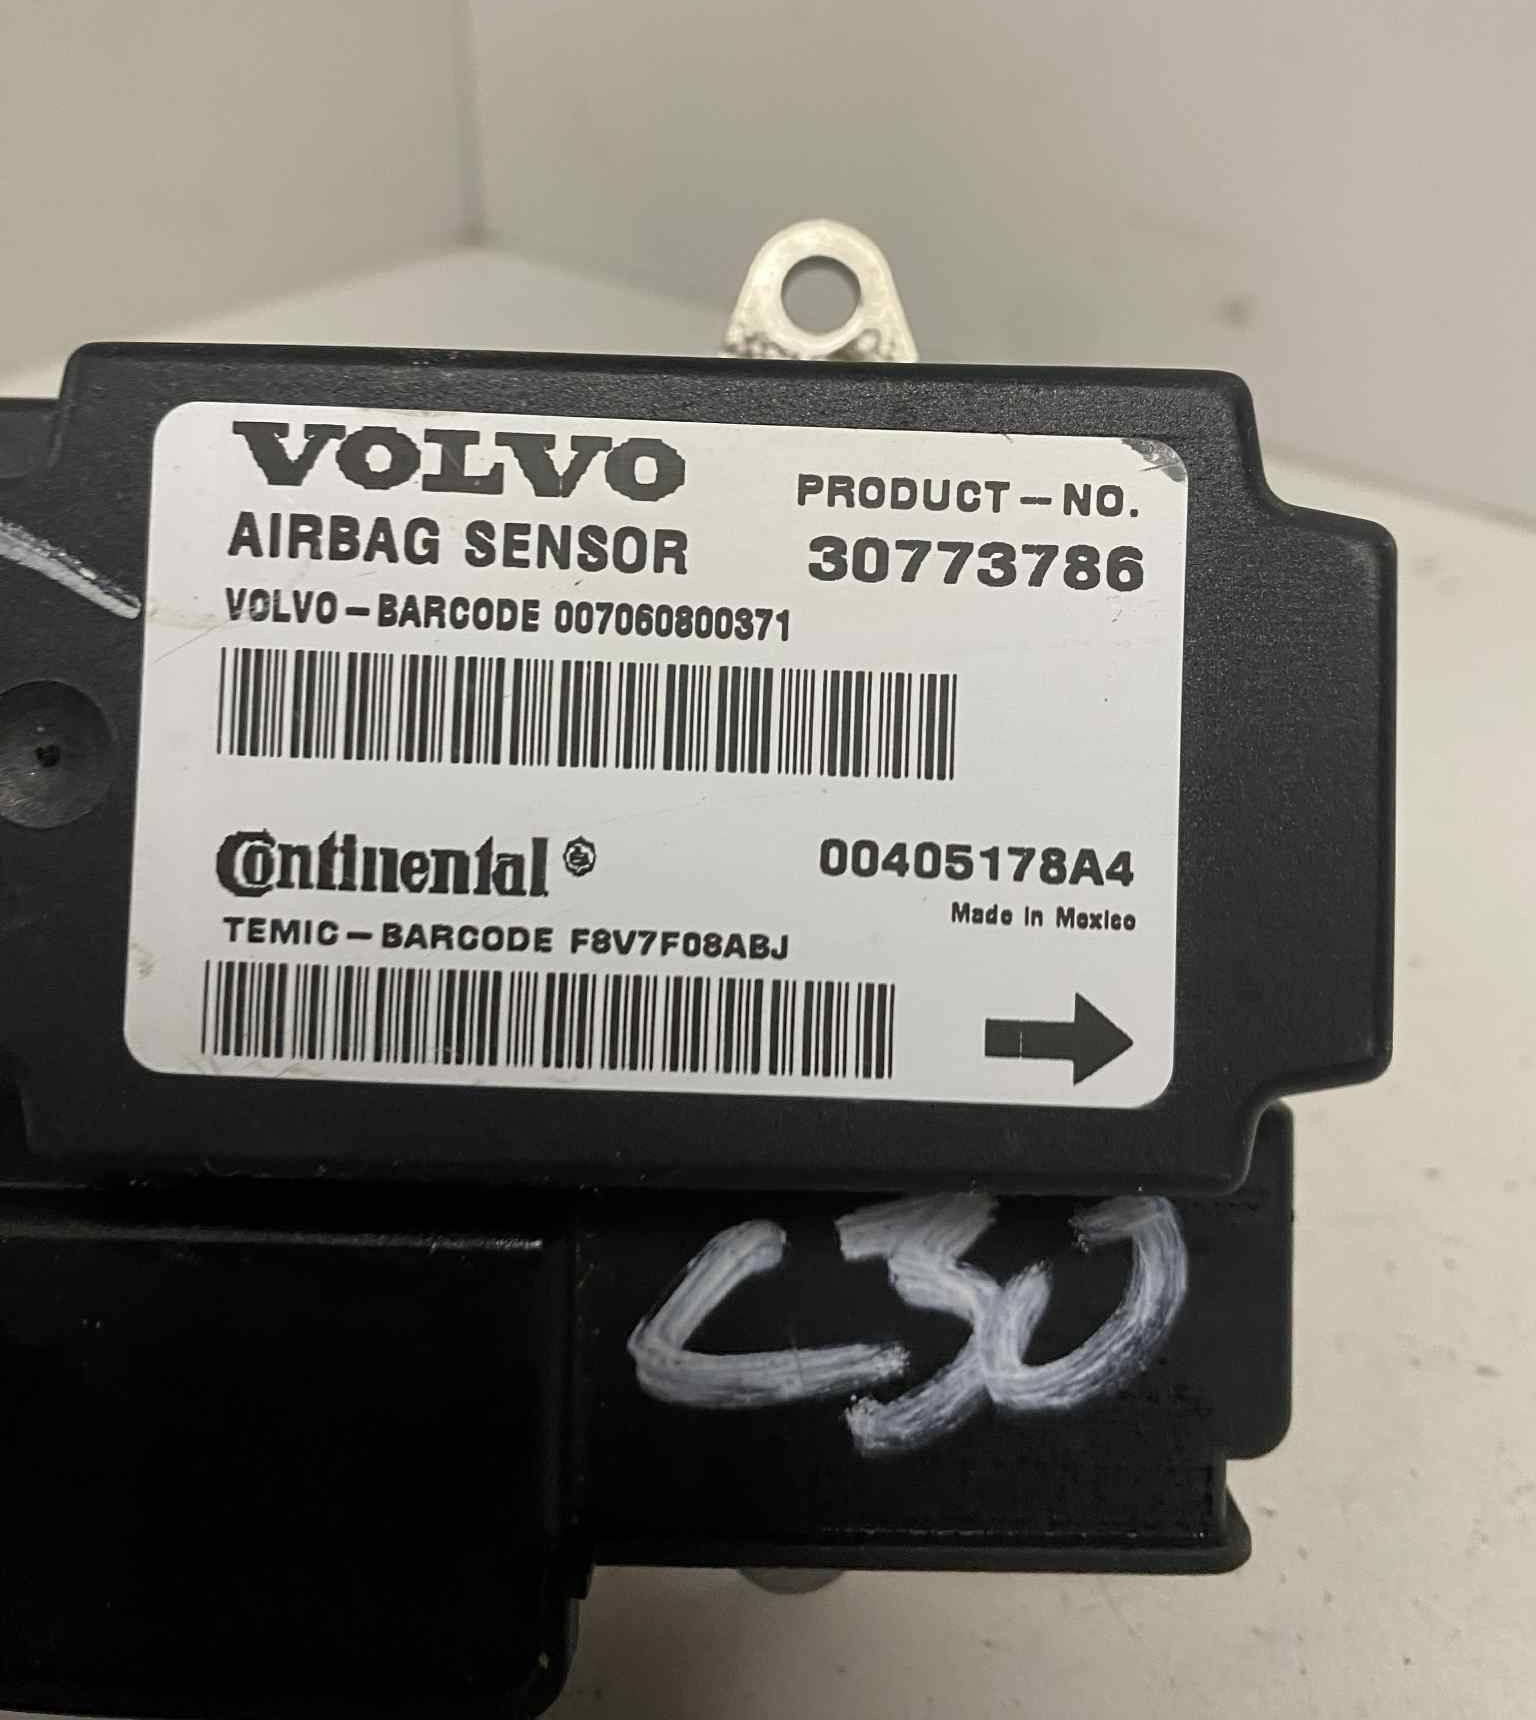 VOLVO
PRODUCT-NO.
AIRBAG SENSOR
30773786
VOLVO-BARCODE 007060800371
Continental ®
00405178A4
Made in Mexico
TEMIC-BARCODE F8V7F08ABJ
C30